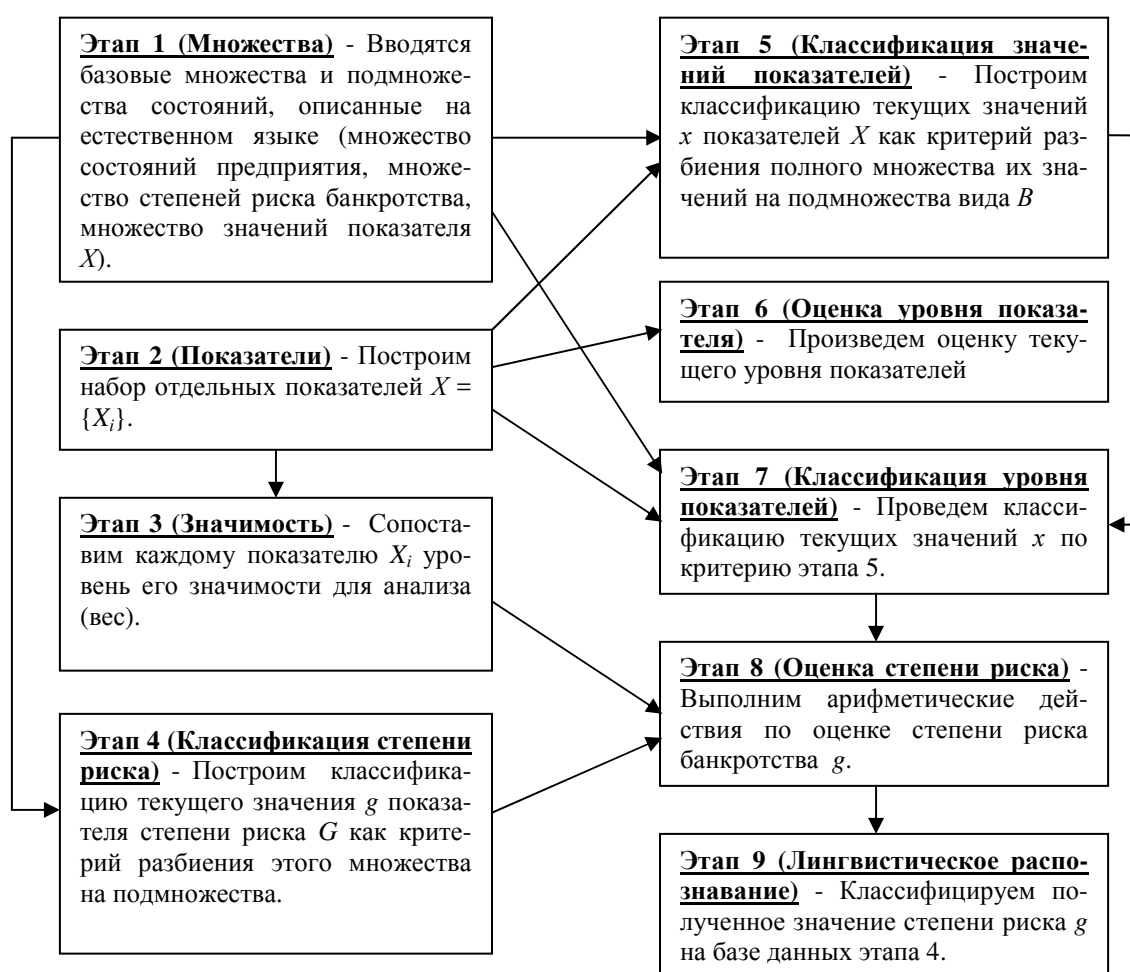 Этап 1 (Множества) - Вводятся
базовые множества и подмноже-
ства состояний, описанные на
естественном языке (множество
состояний предприятия, множе-
ство степеней риска банкротства,
множество значений показателя
X).
Этап 2 (Показатели) - Построим
набор отдельных показателей X =
{Xi}.
Этап 3 (Значимость) - Сопоста-
вим каждому показателю Xi уро-
вень его значимости для анализа
(вес).
Этап 4 (Классификация степени
риска) - Построим классифика-
цию текущего значения g показа-
теля степени риска G как крите-
рий разбиения этого множества
на подмножества.
Этап 5 (Классификация значе-
ний показателей) - Построим
классификацию текущих значений
x показателей X как критерий раз-
биения полного множества их зна-
чений на подмножества вида B
Этап 6 (Оценка уровня показа-
теля) - Произведем оценку теку-
щего уровня показателей
Этап 7 (Классификация уровня
показателей) - Проведем класси-
фикацию текущих значений x по
критерию этапа 5.
Этап 8 (Оценка степени риска) -
Выполним арифметические дей-
ствия по оценке степени риска
банкротства g.
Этап 9 (Лингвистическое распо-
знавание) - Классифицируем по-
лученное значение степени риска g
на базе данных этапа 4.